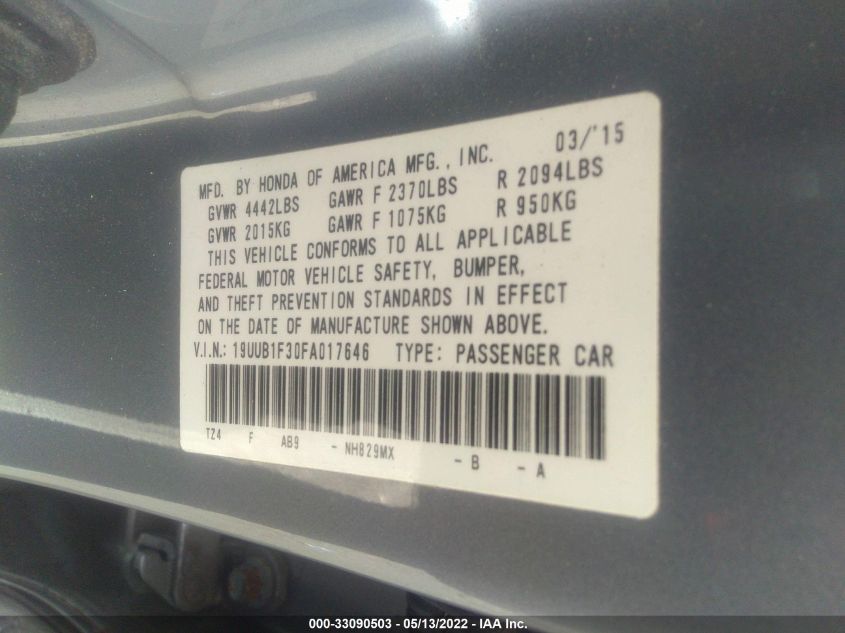 MFD. BY HONDA OF AMERICA MFG., INC. 03/'15
GVWR 4442LBS GAWR F 2370LBS R 2094LBS
GVWR 2015KG GAWR F 1075KG R 950KG
THIS VEHICLE CONFORMS TO ALL APPLICABLE
FEDERAL MOTOR VEHICLE SAFETY, BUMPER,
AND THEFT PREVENTION STANDARDS IN EFFECT
ON THE DATE OF MANUFACTURE SHOWN ABOVE.
V.I.N.: 19UUB1F30FA017646 TYPE: PASSENGER CAR
TZ4 F AB9 - NH829MX - B - A
000-33090503 - 05/13/2022 - IAA Inc.